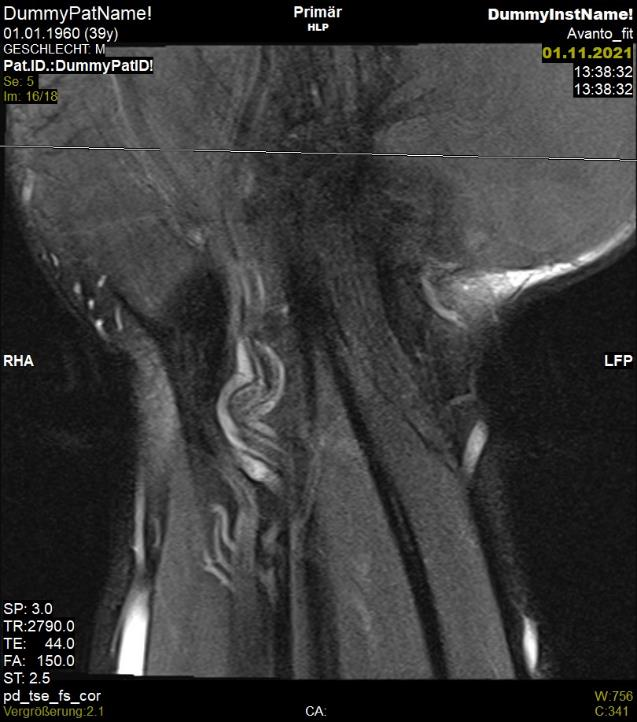 DummyPatName!
01.01.1960 (39y)
GESCHLECHT: M
Pat.ID.:DummyPatID!
Se: 5
Im: 16/18
Primär
HLP
DummyInstName!
Avanto_fit
01.11.2021
13:38:32
13:38:32
RHA
LFP
SP: 3.0
TR:2790.0
TE: 44.0
FA: 150.0
ST: 2.5
pd_tse_fs_cor
Vergrößerung:2.1
CA:
W:756
C:341